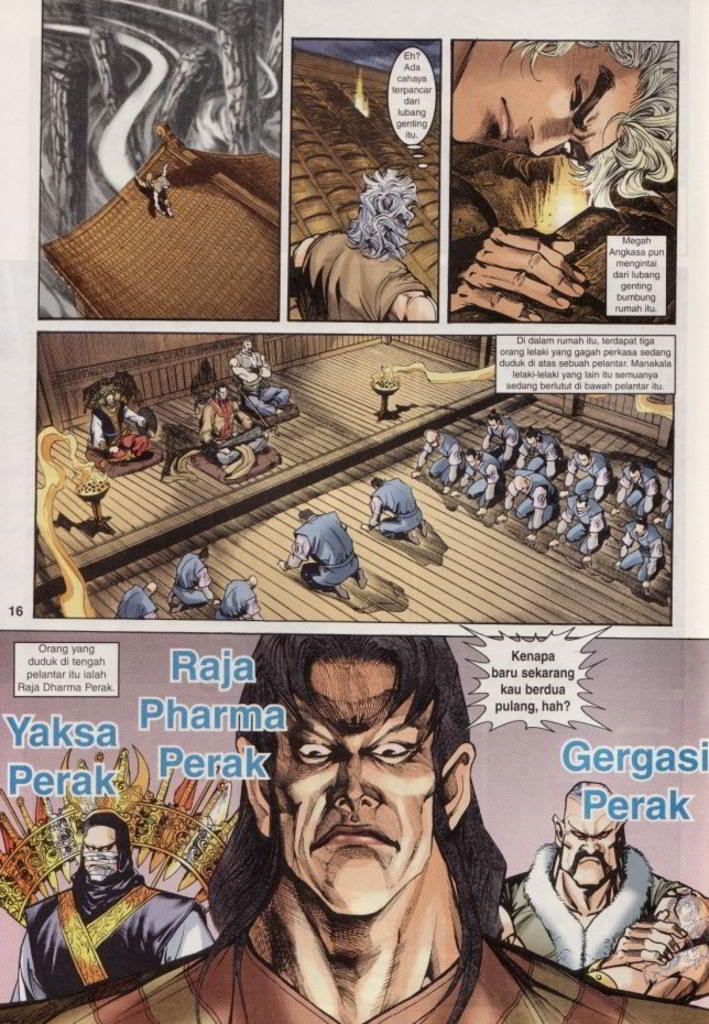 Eh?
Ada
cahaya
terpancar
dari
lubang
genting
itu.
Megah
Angkasa pun
mengintai
dari lubang
genting
bumbung
rumah itu.
Di dalam rumah itu, terdapat tiga
orang lelaki yang gagah perkasa sedang
duduk di atas sebuah pelantar. Manakala
lelaki-lelaki yang lain itu semuanya
sedang berlutut di bawah pelantar itu.
16
Orang yang
duduk di tengah
pelantar itu ialah
Raja Dharma Perak.
Raja
Pharma
Perak
Kenapa
baru sekarang
kau berdua
pulang, hah?
Yaksa
Perak
Gergasi
Perak